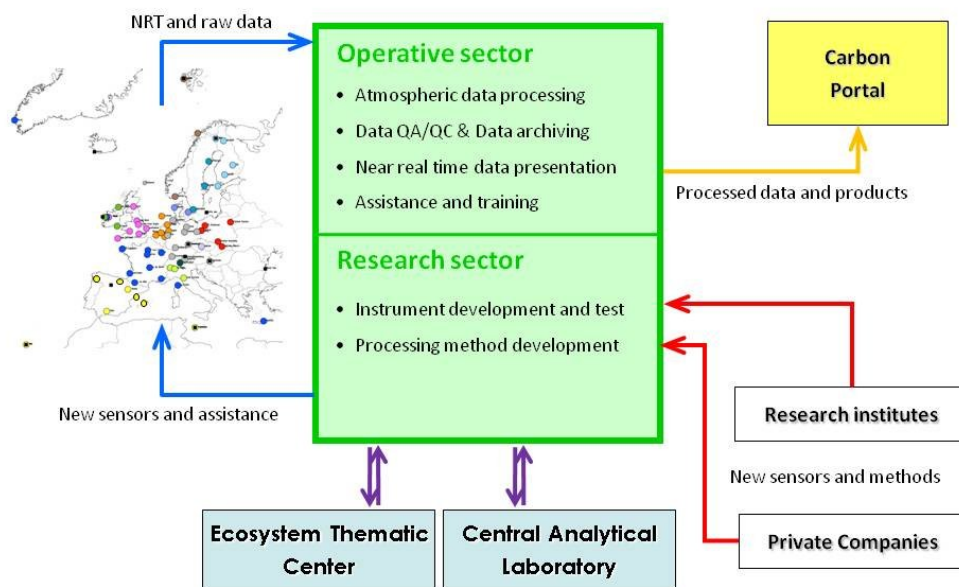 NRT and raw data
Operative sector
• Atmospheric data processing
• Data QA/QC & Data archiving
• Near real time data presentation
• Assistance and training
Carbon
Portal
Processed data and products
Research sector
• Instrument development and test
• Processing method development
New sensors and assistance
Research institutes
New sensors and methods
Private Companies
Ecosystem Thematic
Center
Central Analytical
Laboratory